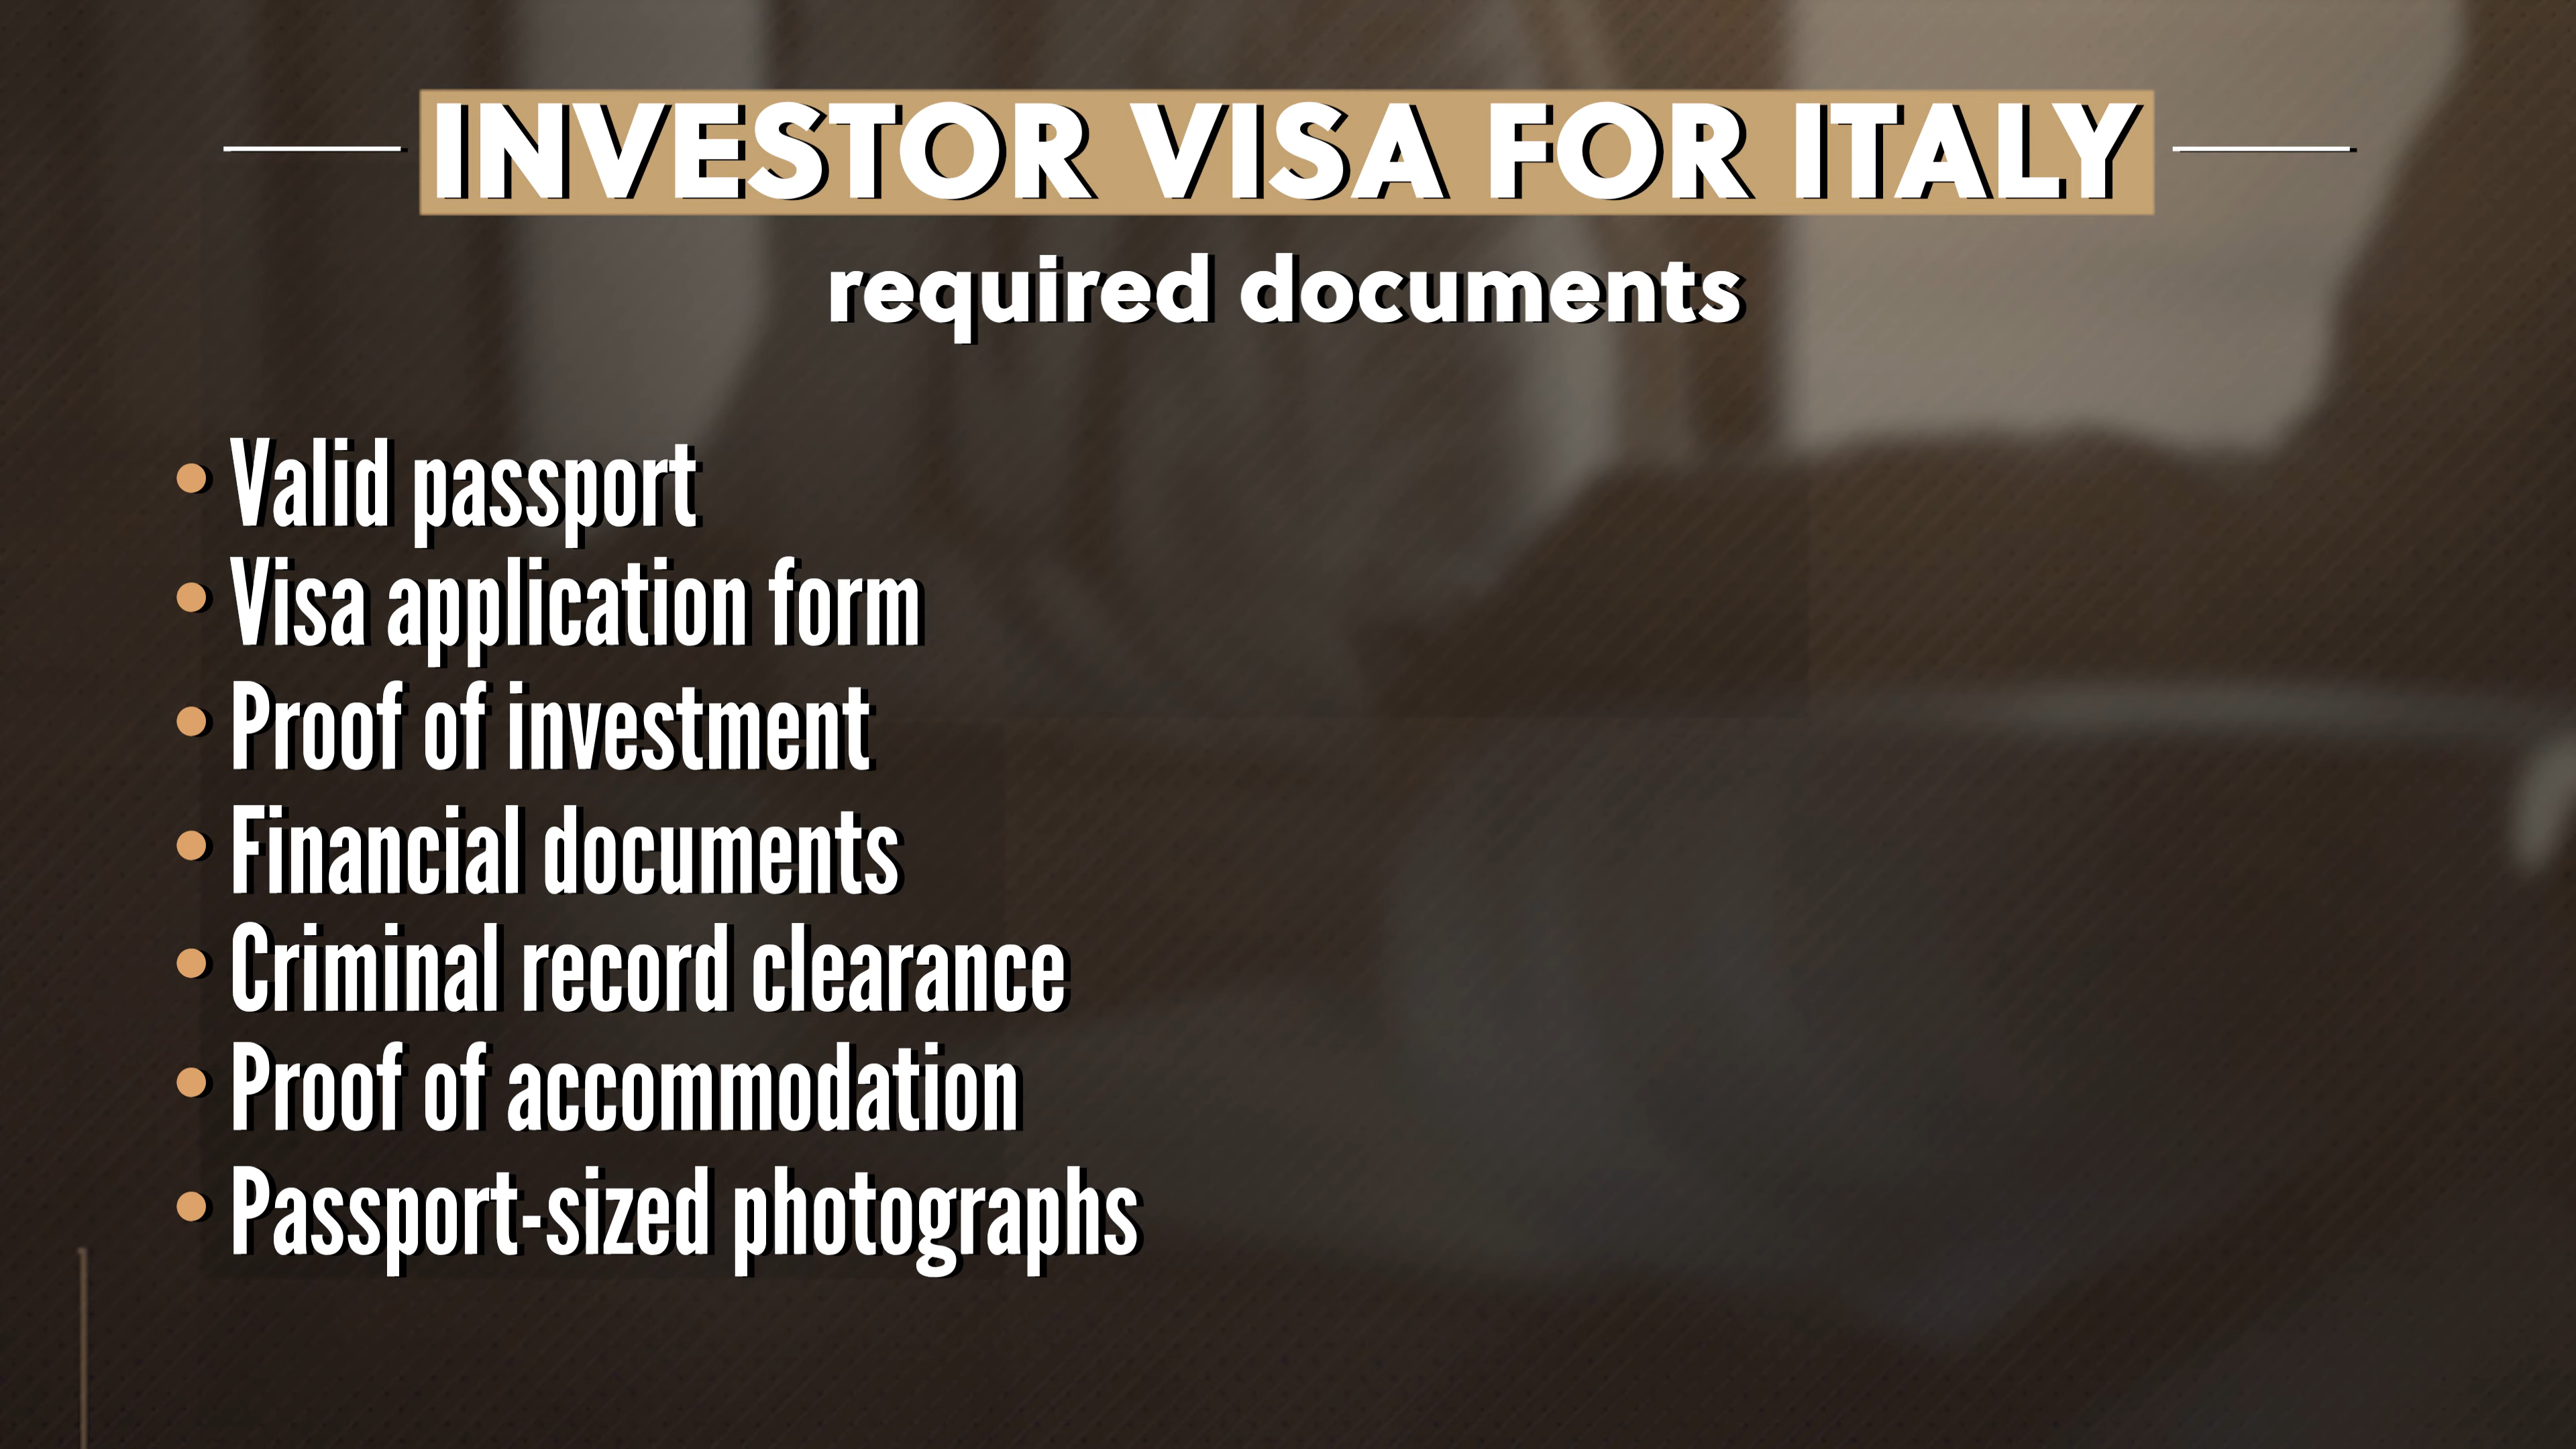 INVESTOR VISA FOR ITALY
required documents
• Valid passport
• Visa application form
• Proof of investment
• Financial documents
• Criminal record clearance
• Proof of accommodation
• Passport-sized photographs